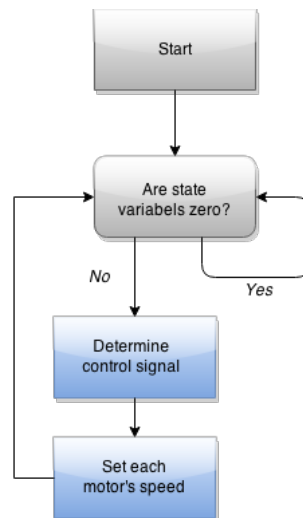 Start
Are state
variabels zero?
No
Yes
Determine
control signal
Set each
motor's speed